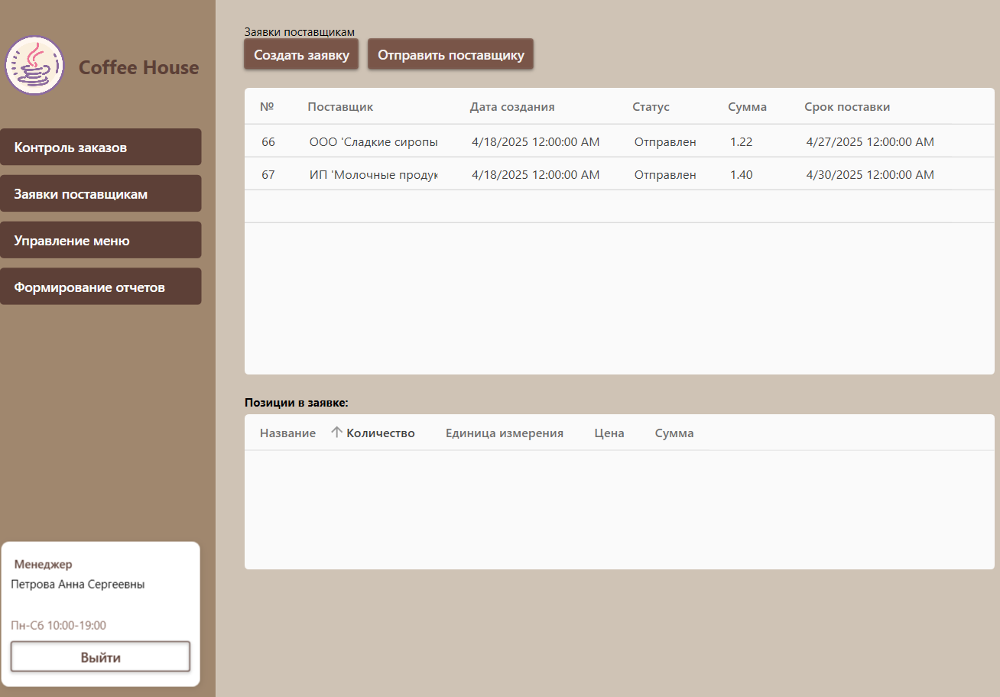 Coffee House
Контроль заказов
Заявки поставщикам
Управление меню
Формирование отчетов
Менеджер
Петрова Анна Сергеевны
Пн-Сб 10:00-19:00
Выйти
Заявки поставщикам
Создать заявку Отправить поставщику
№ Поставщик Дата создания Статус Сумма Срок поставки
66 ООО 'Сладкие сиропы 4/18/2025 12:00:00 AM Отправлен 1.22 4/27/2025 12:00:00 AM
67 ИП 'Молочные продук 4/18/2025 12:00:00 AM Отправлен 1.40 4/30/2025 12:00:00 AM
Позиции в заявке:
Название Количество Единица измерения Цена Сумма